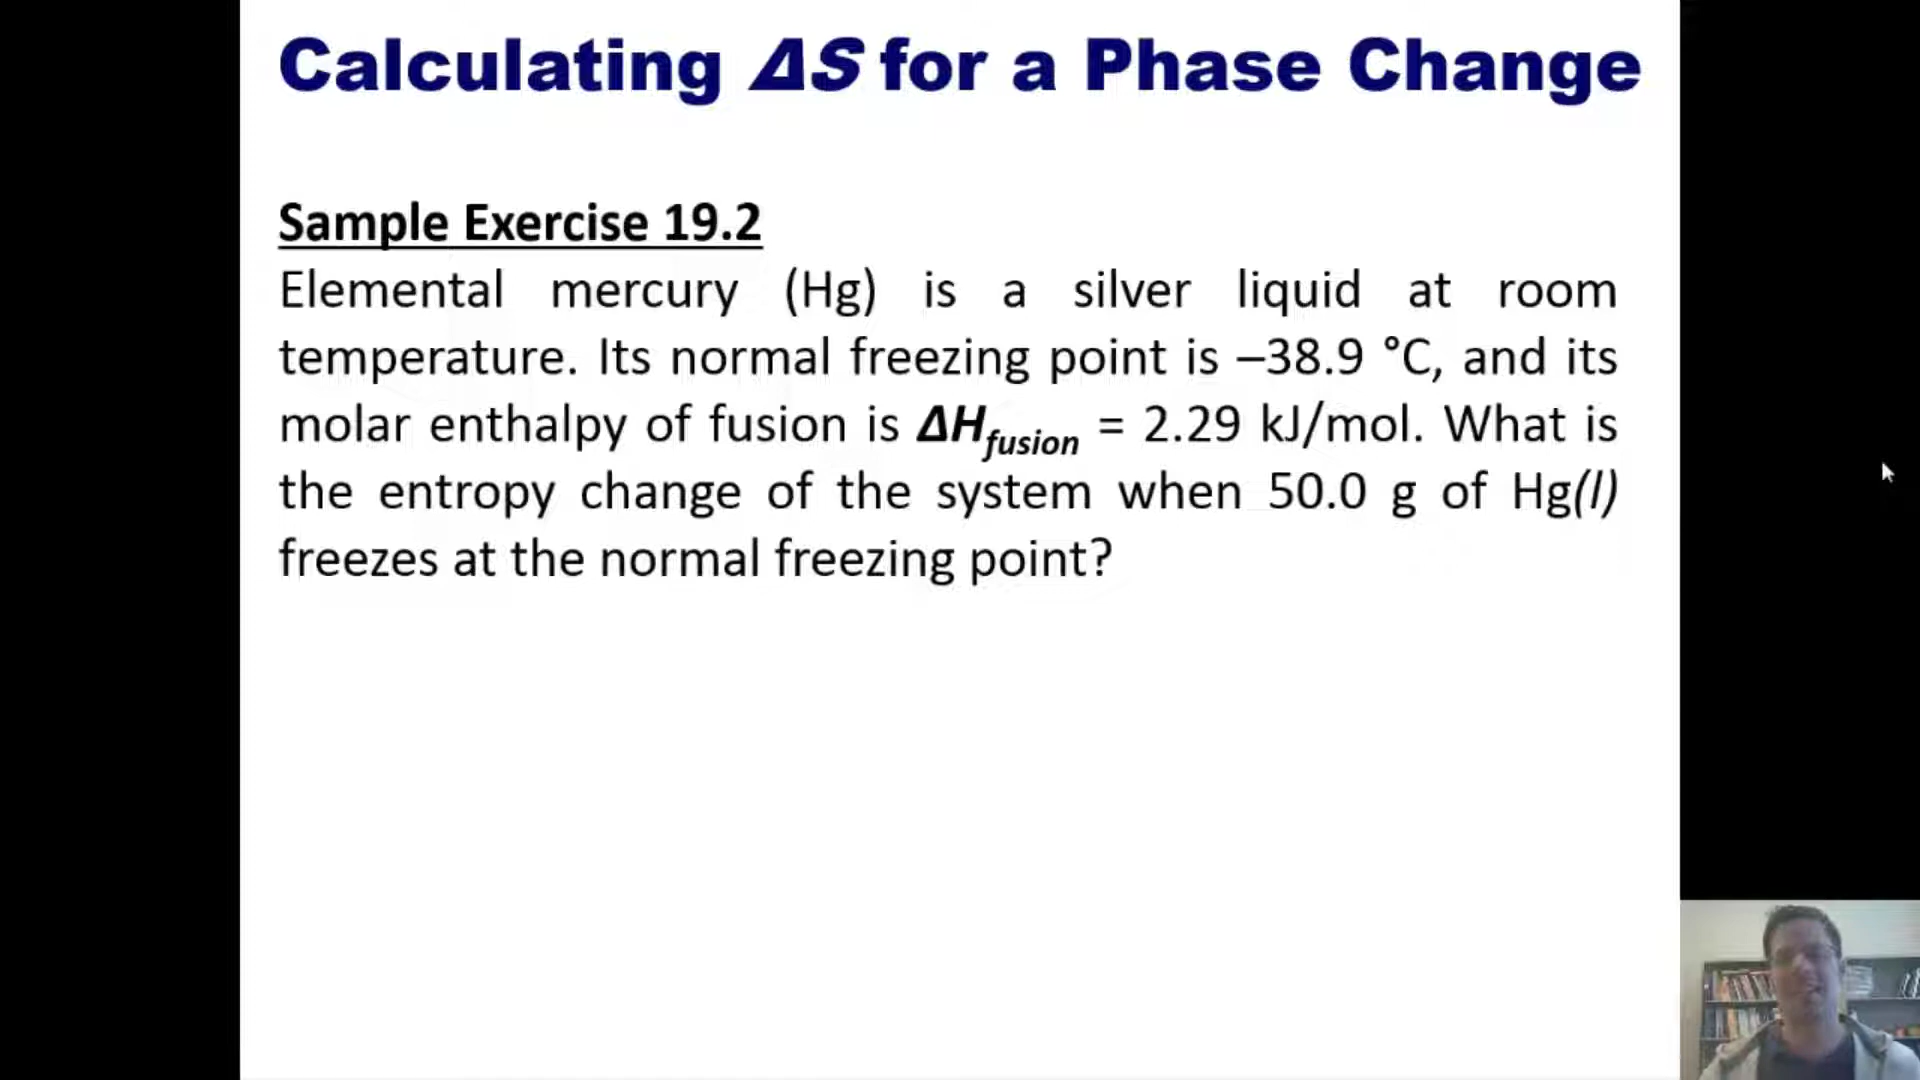 Calculating ΔS for a Phase Change
Sample Exercise 19.2
Elemental mercury (Hg) is a silver liquid at room
temperature. Its normal freezing point is –38.9 °C, and its
molar enthalpy of fusion is ΔHfusion = 2.29 kJ/mol. What is
the entropy change of the system when 50.0 g of Hg(l)
freezes at the normal freezing point?